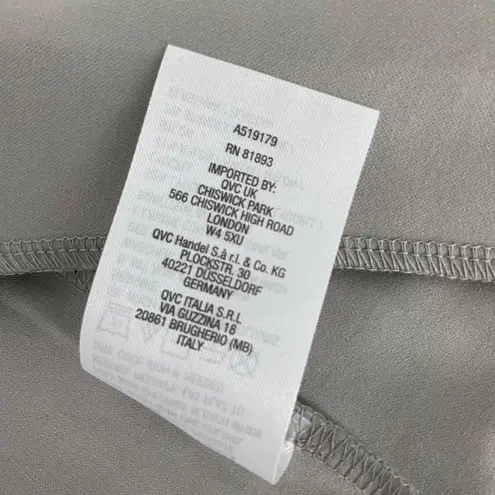 A519179
RN 81893
IMPORTED BY:
QVC UK
CHISWICK PARK
566 CHISWICK HIGH ROAD
LONDON
W4 5XU
QVC Handel S.à r.l. & Co. KG
PLOCKSTR. 30
40221 DÜSSELDORF
GERMANY
QVC ITALIA S.R.L
VIA GUZZINA 18
20861 BRUGHERIO (MB)
ITALY